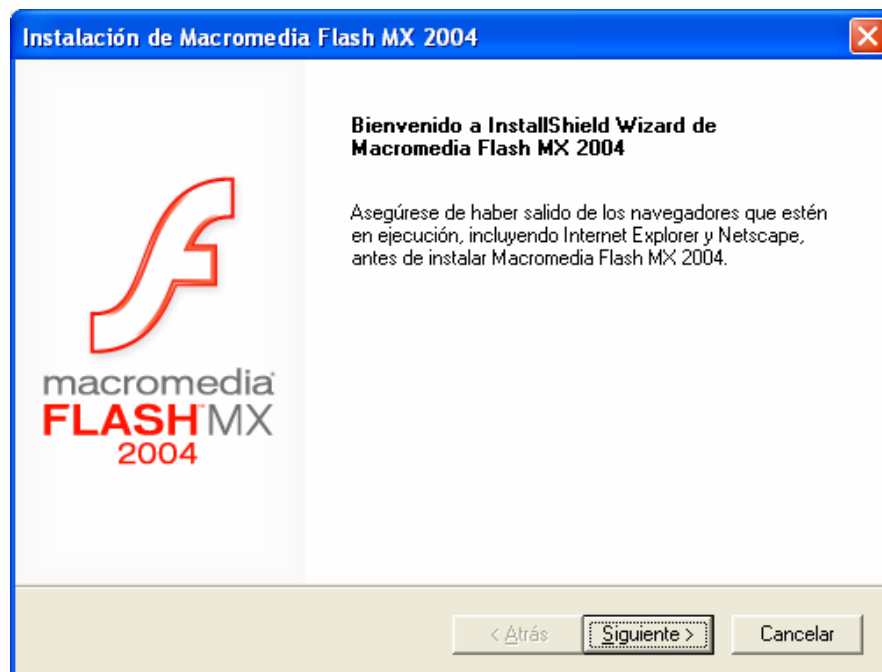 Instalación de Macromedia Flash MX 2004
Bienvenido a InstallShield Wizard de
Macromedia Flash MX 2004
Asegúrese de haber salido de los navegadores que estén
en ejecución, incluyendo Internet Explorer y Netscape,
antes de instalar Macromedia Flash MX 2004.
macromedia
FLASH™MX
2004
< Atrás
Siguiente >
Cancelar